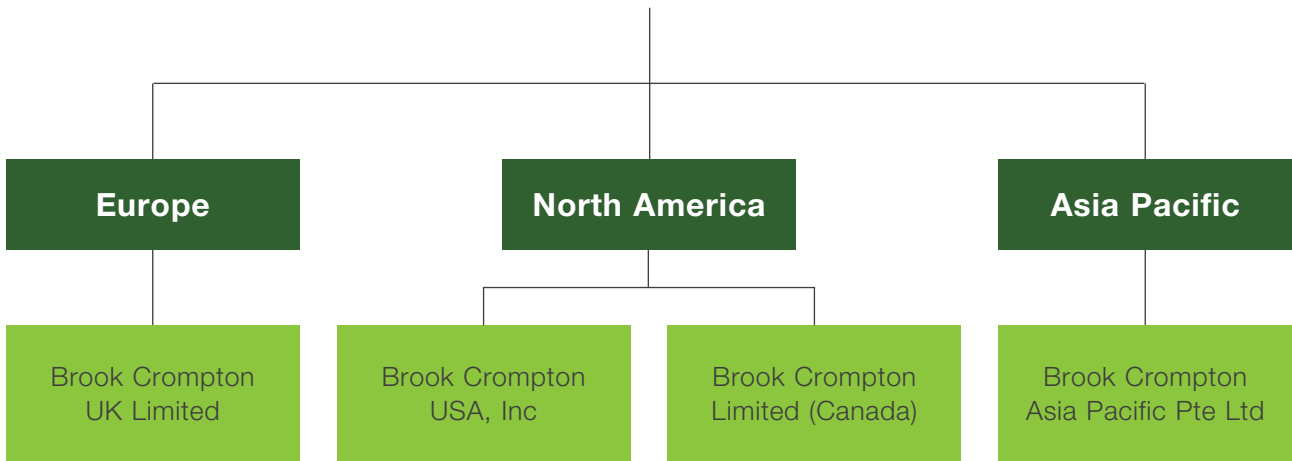 Europe
North America
Asia Pacific
Brook Crompton
UK Limited
Brook Crompton
USA, Inc
Brook Crompton
Limited (Canada)
Brook Crompton
Asia Pacific Pte Ltd